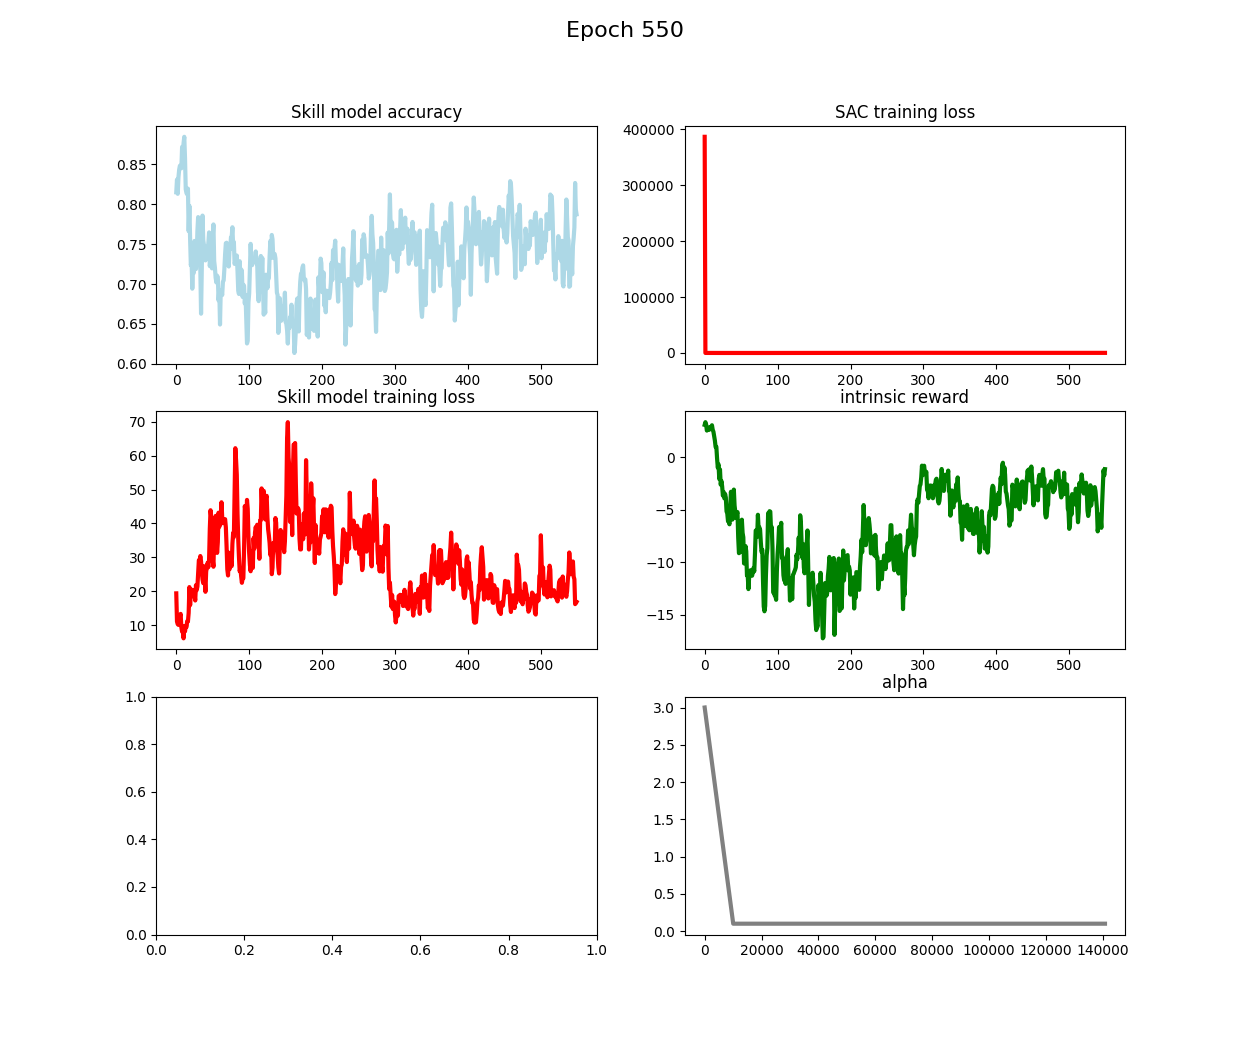 Epoch 550
Skill model accuracy
0.85
0.80
0.75
0.70
0.65
0.60
0 100 200 300 400 500
SAC training loss
400000
300000
200000
100000
0
0 100 200 300 400 500
Skill model training loss
70
60
50
40
30
20
10
0 100 200 300 400 500
intrinsic reward
0
−5
−10
−15
0 100 200 300 400 500
1.0
0.8
0.6
0.4
0.2
0.0
0.0 0.2 0.4 0.6 0.8 1.0
alpha
3.0
2.5
2.0
1.5
1.0
0.5
0.0
0 20000 40000 60000 80000 100000 120000 140000